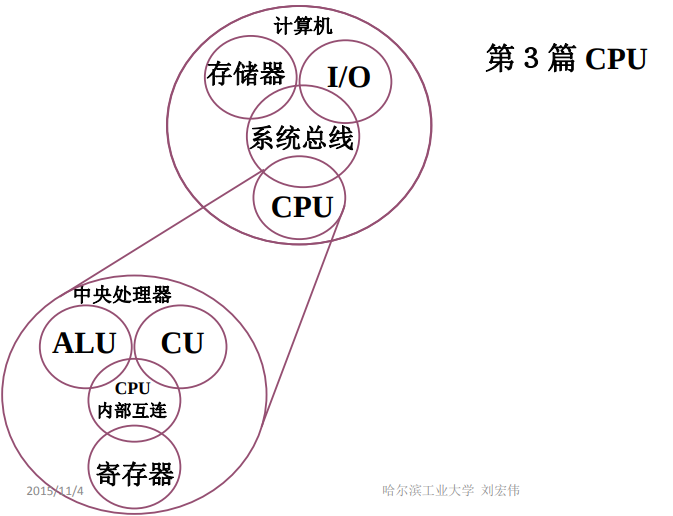 计算机
第 3 篇 CPU
存储器
I/O
系统总线
CPU
中央处理器
ALU
CU
CPU
内部互连
寄存器
2015/11/4
哈尔滨工业大学 刘宏伟